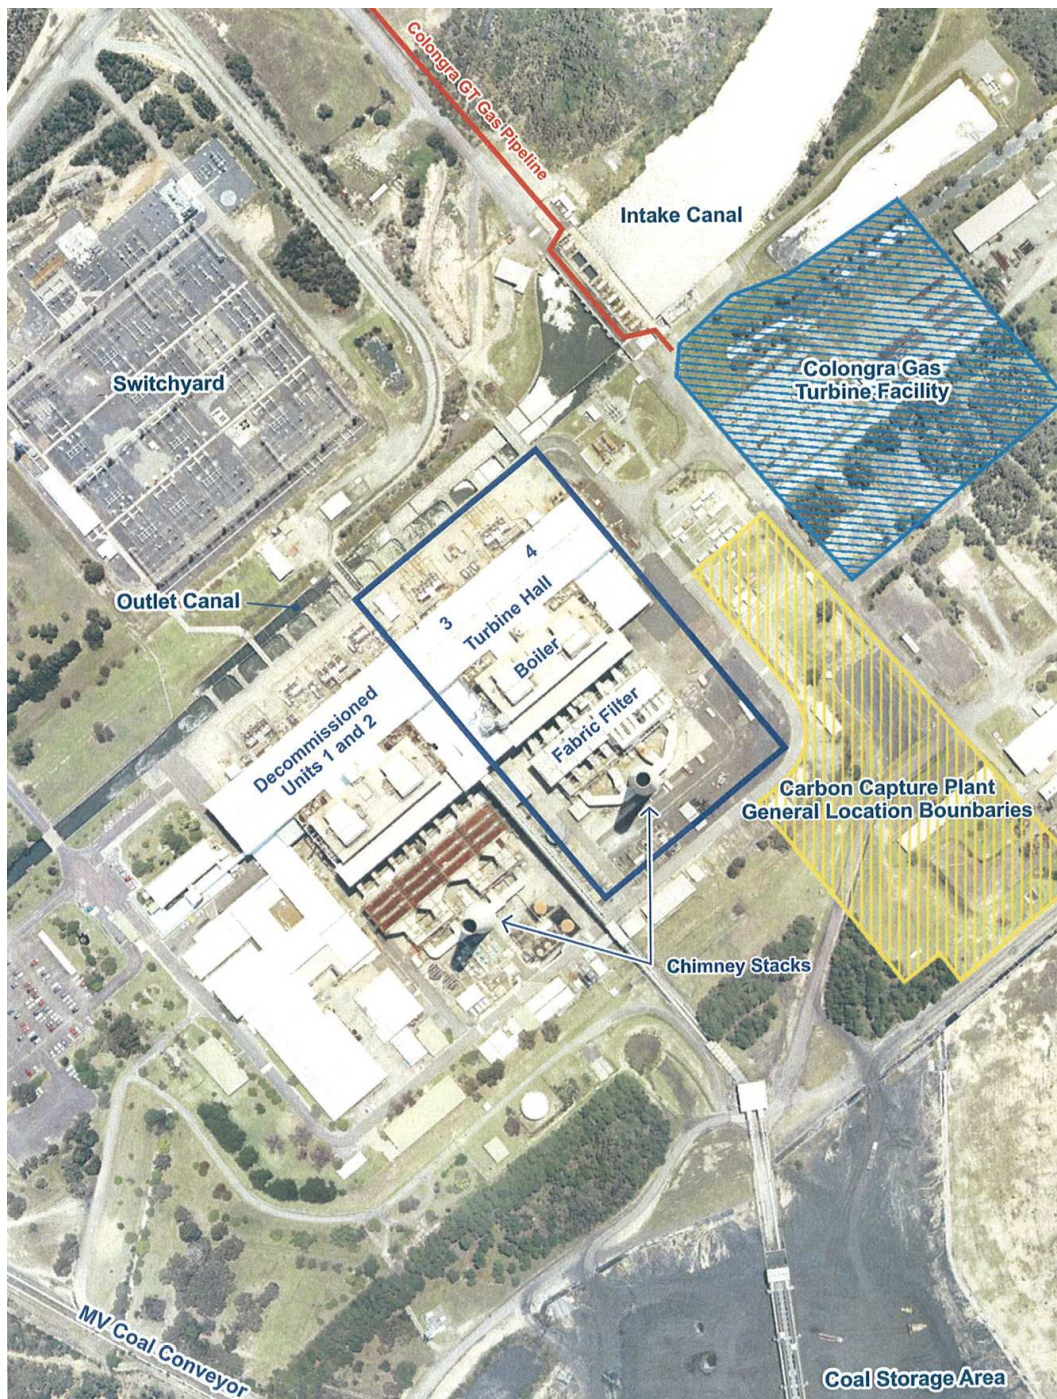 Colongra GT Gas Pipeline
Intake Canal
Colongra Gas
Turbine Facility
Switchyard
Outlet Canal
3
4
Turbine Hall
Boiler
Fabric Filter
Decommissioned
Units 1 and 2
Carbon Capture Plant
General Location Bounbaries
Chimney Stacks
MV Coal Conveyor
Coal Storage Area